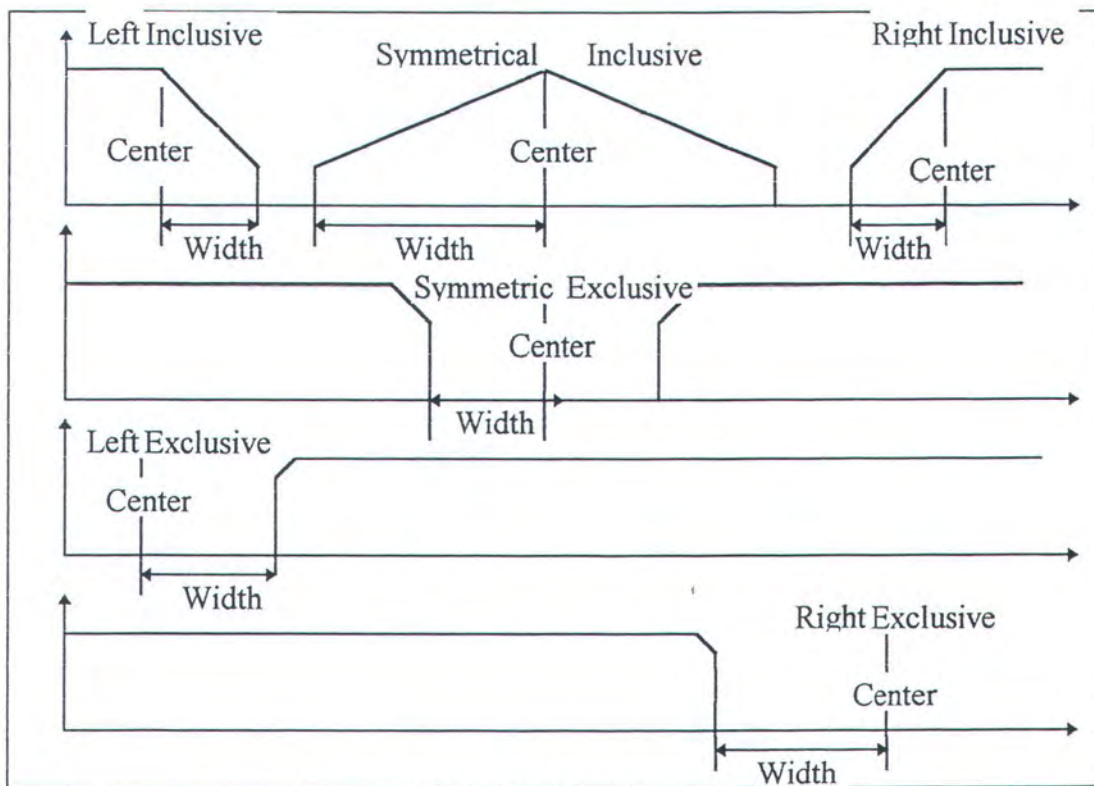 Left Inclusive
Symmetrical Inclusive
Right Inclusive
Center
Center
Center
Width
Width
Width
Symmetric Exclusive
Center
Width
Left Exclusive
Center
Width
Right Exclusive
Center
Width